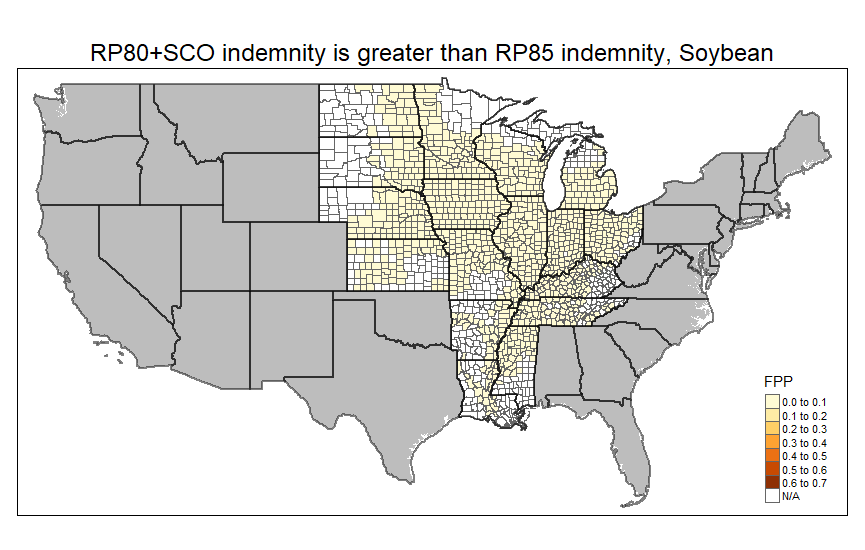 RP80+SCO indemnity is greater than RP85 indemnity, Soybean
FPP
0.0 to 0.1
0.1 to 0.2
0.2 to 0.3
0.3 to 0.4
0.4 to 0.5
0.5 to 0.6
0.6 to 0.7
N/A